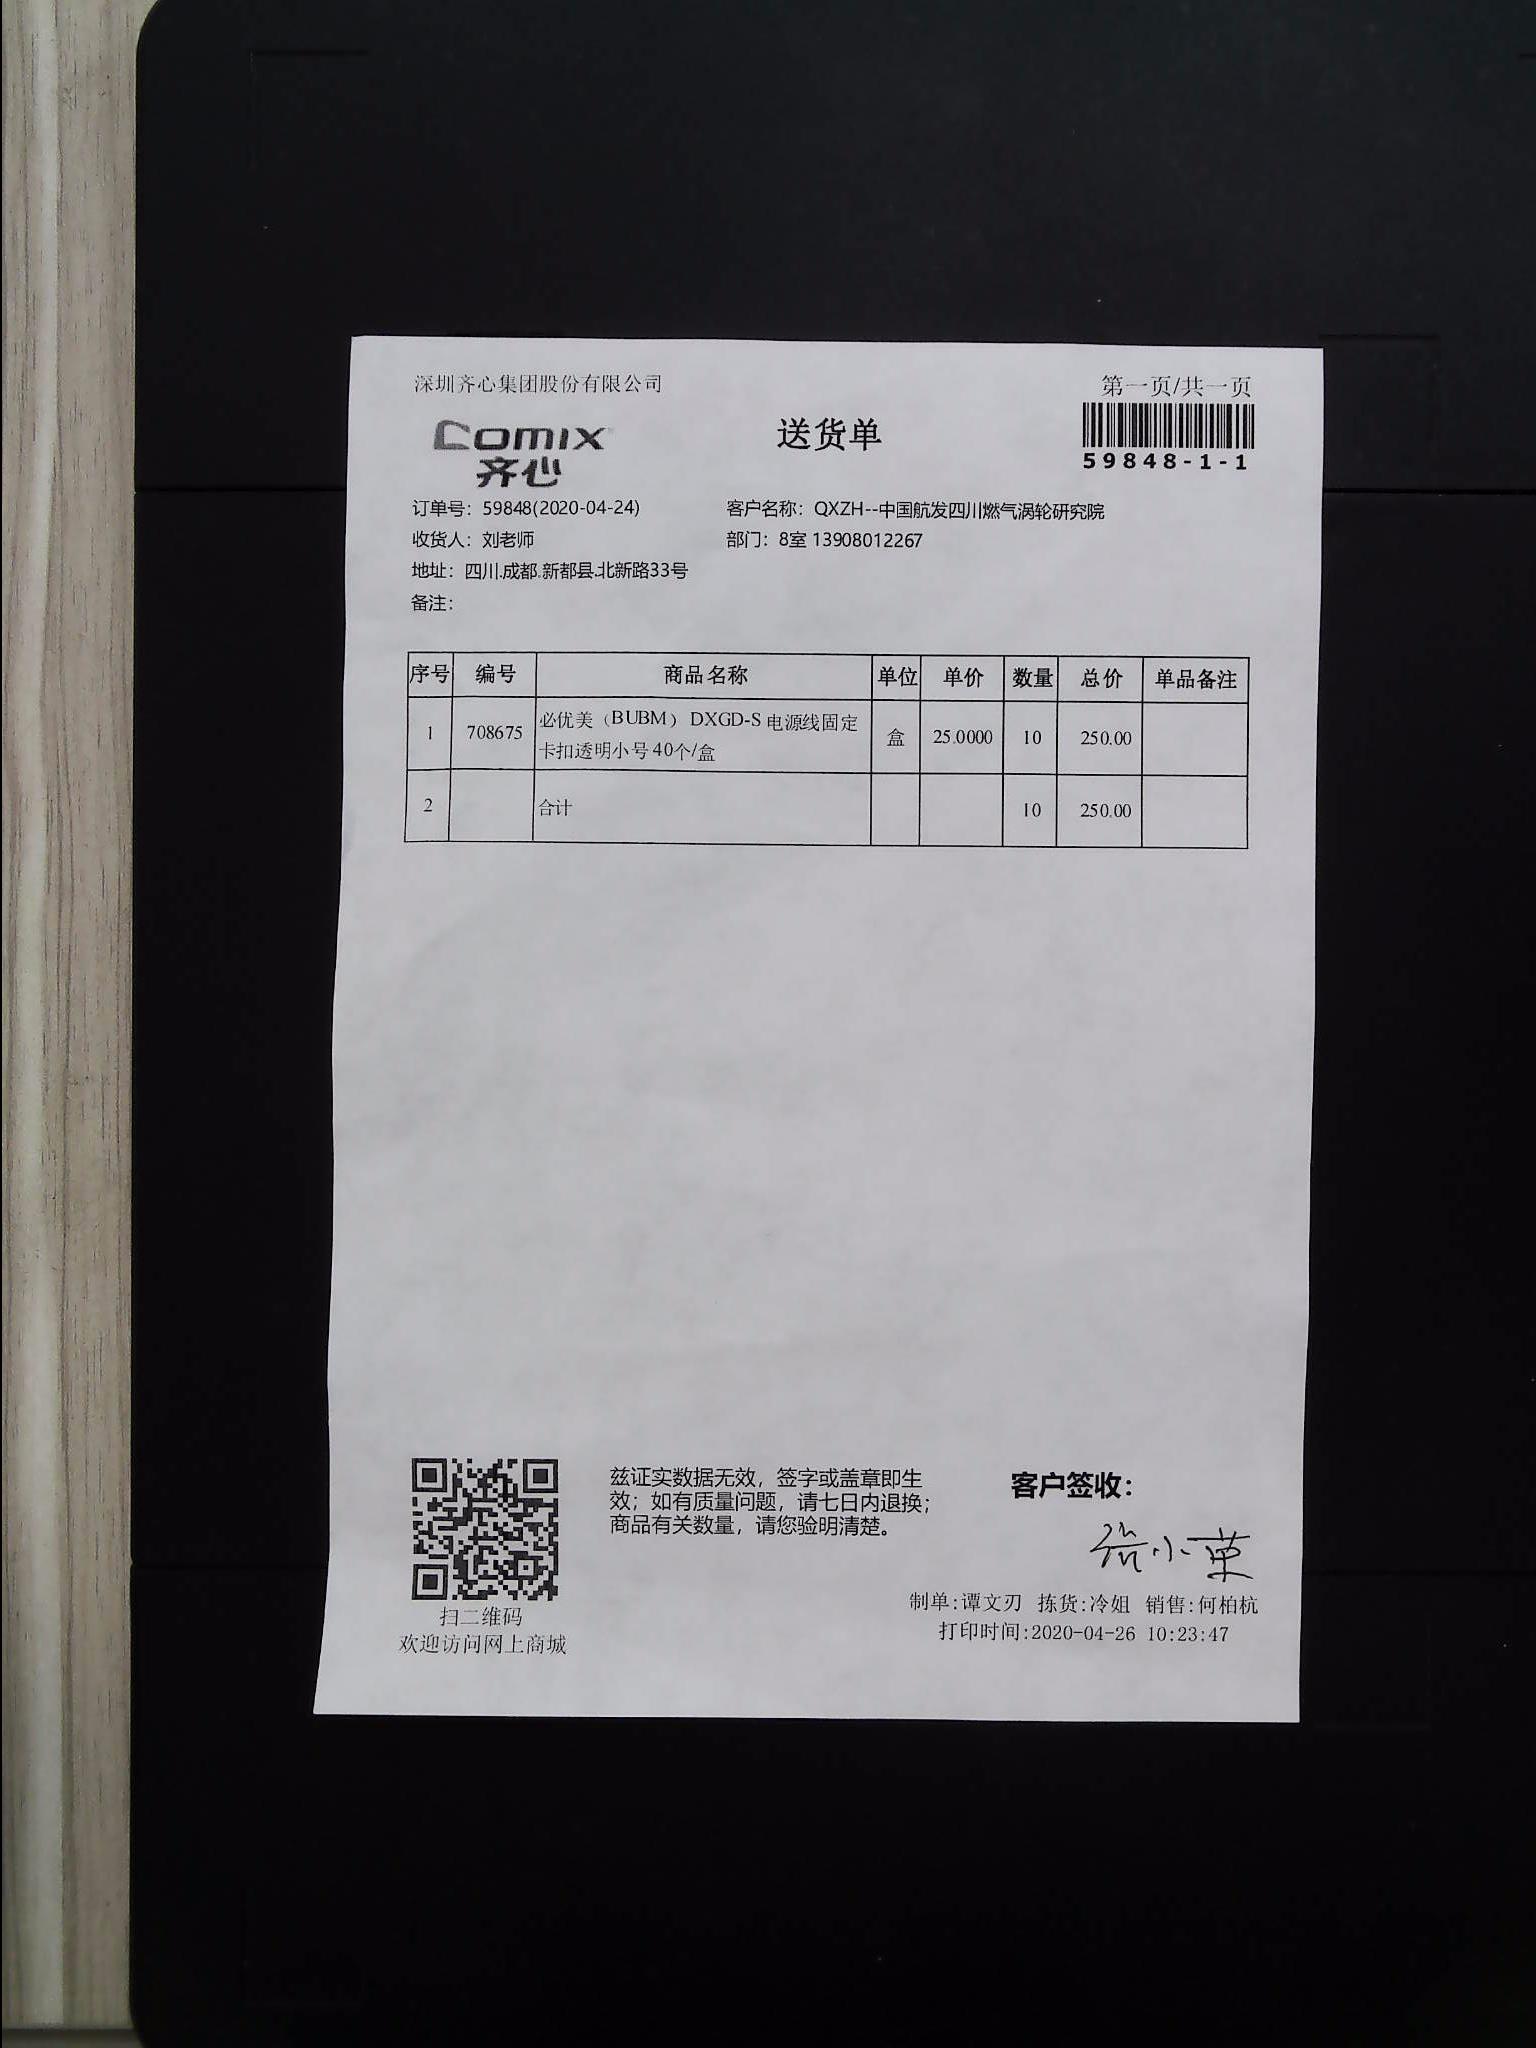 深圳齐心集团股份有限公司
第一页/共一页
Comix
齐心
送货单
59848-1-1
订单号：59848(2020-04-24)
客户名称：QXZH--中国航发四川燃气涡轮研究院
收货人：刘老师
部门：8室 13908012267
地址：四川.成都.新都县.北新路33号
备注：
序号 编号 商品名称 单位 单价 数量 总价 单品备注
1 708675 必优美（BUBM）DXGD-S 电源线固定
卡扣透明小号 40个/盒 盒 25.0000 10 250.00
2 合计 10 250.00
兹证实数据无效，签字或盖章即生
效；如有质量问题，请七日内退换；
商品有关数量，请您验明清楚。
客户签收：
扫二维码
欢迎访问网上商城
制单:谭文刃 拣货:冷姐 销售:何柏杭
打印时间:2020-04-26 10:23:47